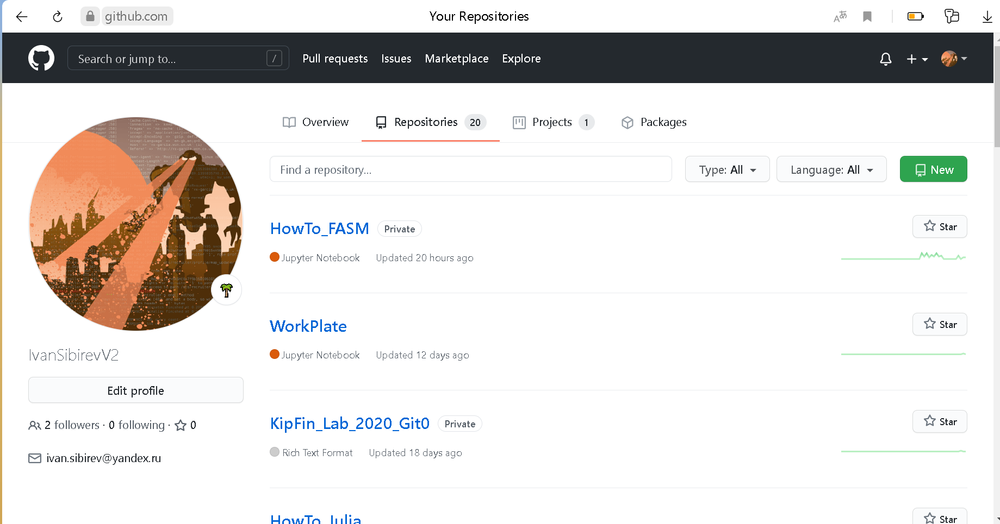 github.com
Your Repositories
Search or jump to...
/
Pull requests
Issues
Marketplace
Explore
Overview
Repositories 20
Projects 1
Packages
Find a repository...
Type: All
Language: All
New
HowTo_FASM Private
Star
Jupyter Notebook Updated 20 hours ago
WorkPlate
Star
Jupyter Notebook Updated 12 days ago
KipFin_Lab_2020_Git0 Private
Star
Rich Text Format Updated 18 days ago
HowTo_Julia
Star
IvanSibirevV2
Edit profile
2 followers · 0 following · 0
ivan.sibirev@yandex.ru